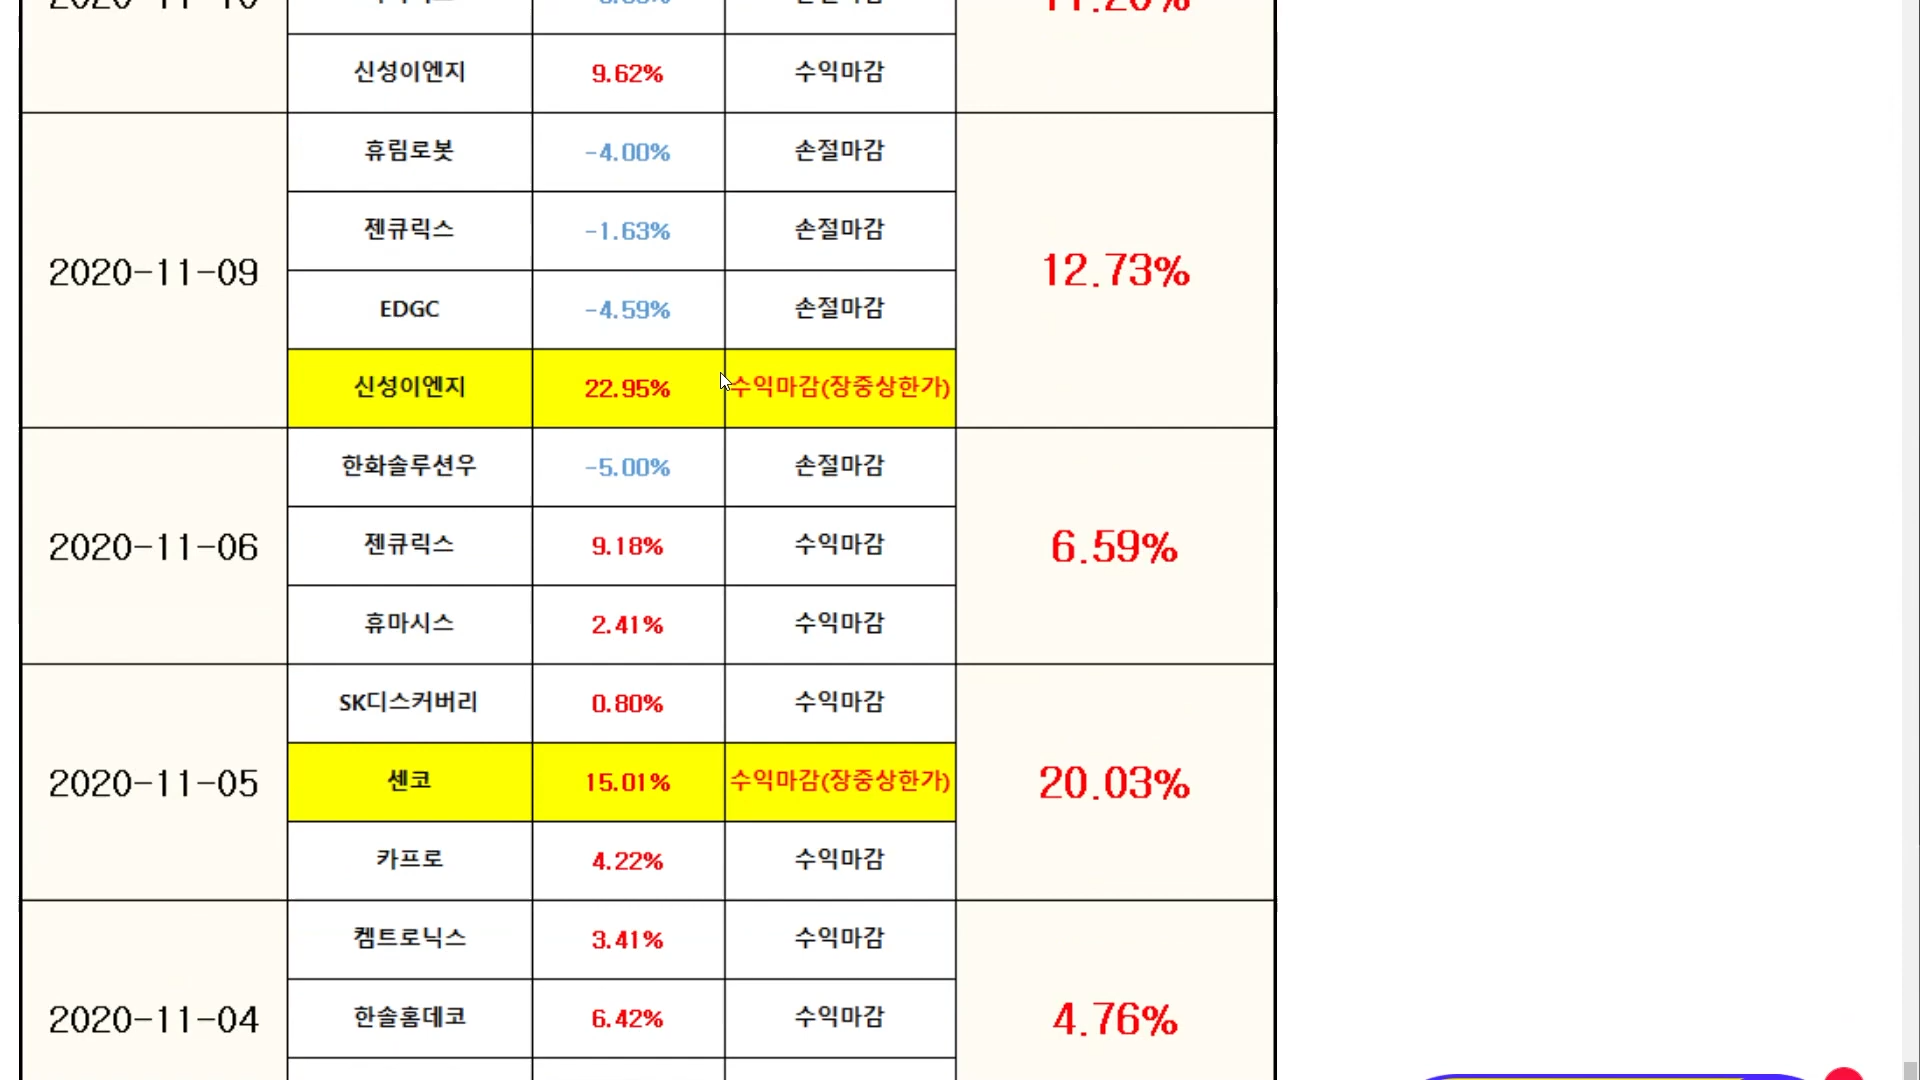 신성이엔지 9.62% 수익마감
2020-11-09 12.73%
휴림로봇 -4.00% 손절마감
젠큐릭스 -1.63% 손절마감
EDGC -4.59% 손절마감
신성이엔지 22.95% 수익마감(장중상한가)
2020-11-06 6.59%
한화솔루션우 -5.00% 손절마감
젠큐릭스 9.18% 수익마감
휴마시스 2.41% 수익마감
2020-11-05 20.03%
SK디스커버리 0.80% 수익마감
센코 15.01% 수익마감(장중상한가)
카프로 4.22% 수익마감
2020-11-04 4.76%
켐트로닉스 3.41% 수익마감
한솔홈데코 6.42% 수익마감